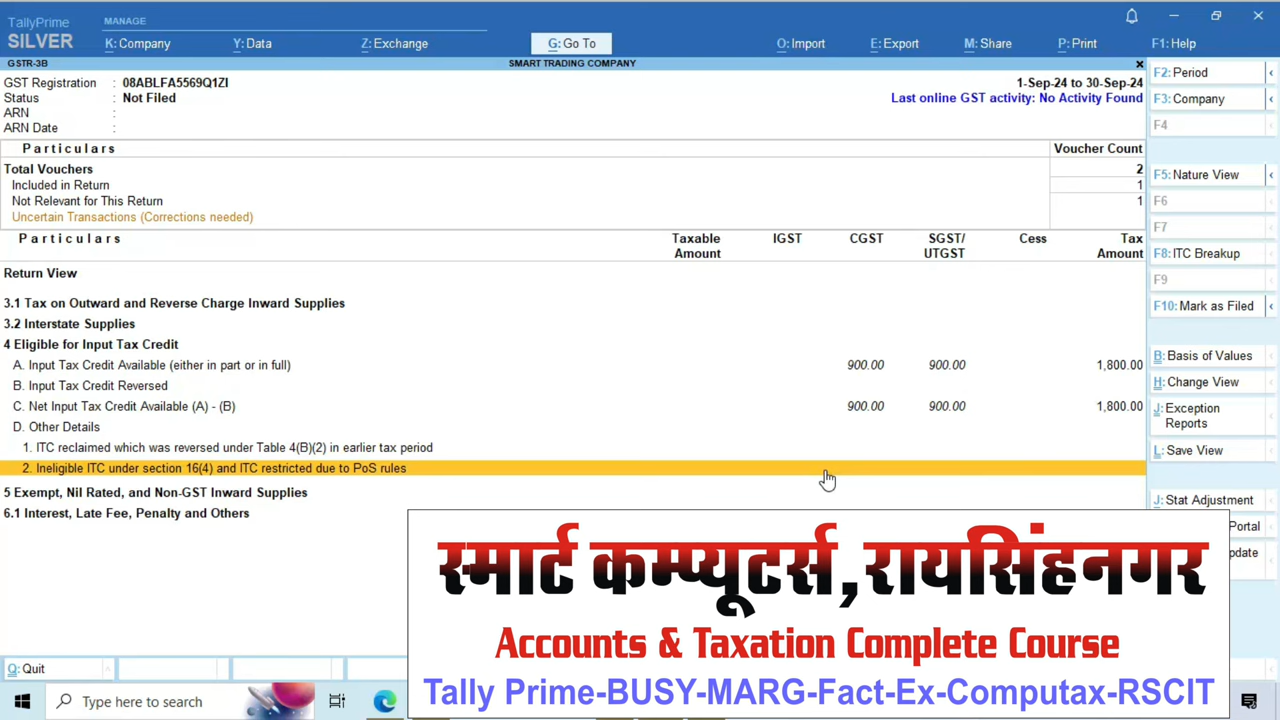 TallyPrime
SILVER
MANAGE
K: Company
Y: Data
Z: Exchange
G: Go To
O: Import
E: Export
M: Share
P: Print
F1: Help
GSTR-3B
SMART TRADING COMPANY
GST Registration : 08ABLFA5569Q1ZI
1-Sep-24 to 30-Sep-24
Status : Not Filed
Last online GST activity: No Activity Found
ARN :
ARN Date :
Particulars Voucher Count
Total Vouchers 2
Included in Return 1
Not Relevant for This Return 1
Uncertain Transactions (Corrections needed)
Particulars Taxable Amount IGST CGST SGST/ UTGST Cess Tax Amount
Return View
3.1 Tax on Outward and Reverse Charge Inward Supplies
3.2 Interstate Supplies
4 Eligible for Input Tax Credit
A. Input Tax Credit Available (either in part or in full) 900.00 900.00 1,800.00
B. Input Tax Credit Reversed
C. Net Input Tax Credit Available (A) - (B) 900.00 900.00 1,800.00
D. Other Details
1. ITC reclaimed which was reversed under Table 4(B)(2) in earlier tax period
2. Ineligible ITC under section 16(4) and ITC restricted due to PoS rules
5 Exempt, Nil Rated, and Non-GST Inward Supplies
6.1 Interest, Late Fee, Penalty and Others
F2: Period
F3: Company
F4
F5: Nature View
F6
F7
F8: ITC Breakup
F9
F10: Mark as Filed
B: Basis of Values
H: Change View
J: Exception
Reports
L: Save View
J: Stat Adjustment
Portal
pdate
स्मार्ट कम्प्यूटर्स,रायसिंहनगर
Accounts & Taxation Complete Course
Tally Prime-BUSY-MARG-Fact-Ex-Computax-RSCIT
Q: Quit
Type here to search